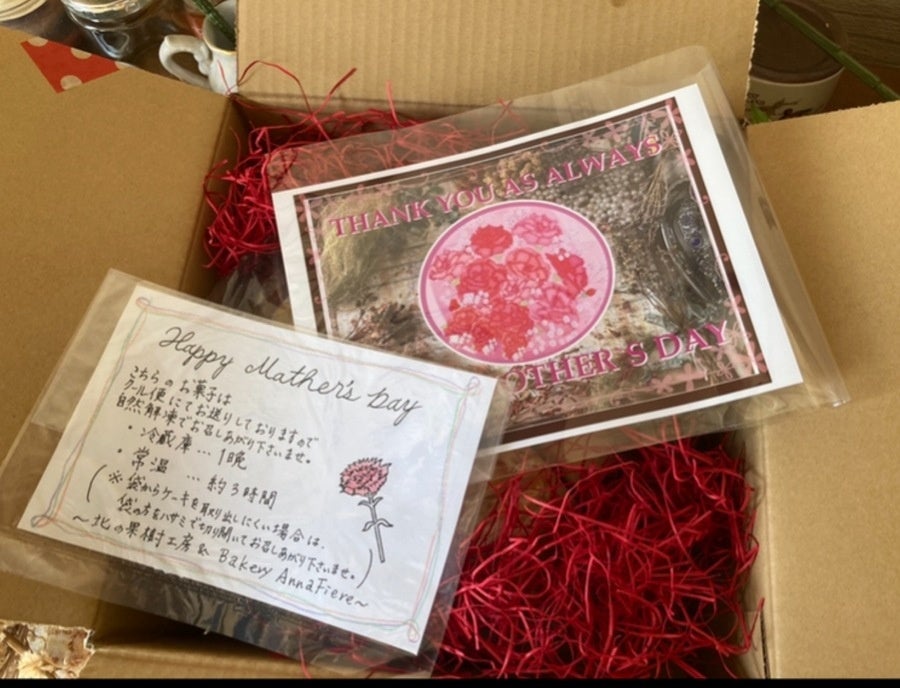 THANK YOU AS ALWAYS
MOTHER'S DAY
Happy Mather's Day
こちらのお菓子は
クール便にてお送りしておりますので
自然解凍でお召しあがり下さいませ。
・冷蔵庫…1晩
・常温 …約3時間
(※袋からケーキを取り出しにくい場合は、
袋の方をハサミで切り開いてお召しあがり下さいませ。)
~北の果樹工房 & Bakery AnnaFiere~